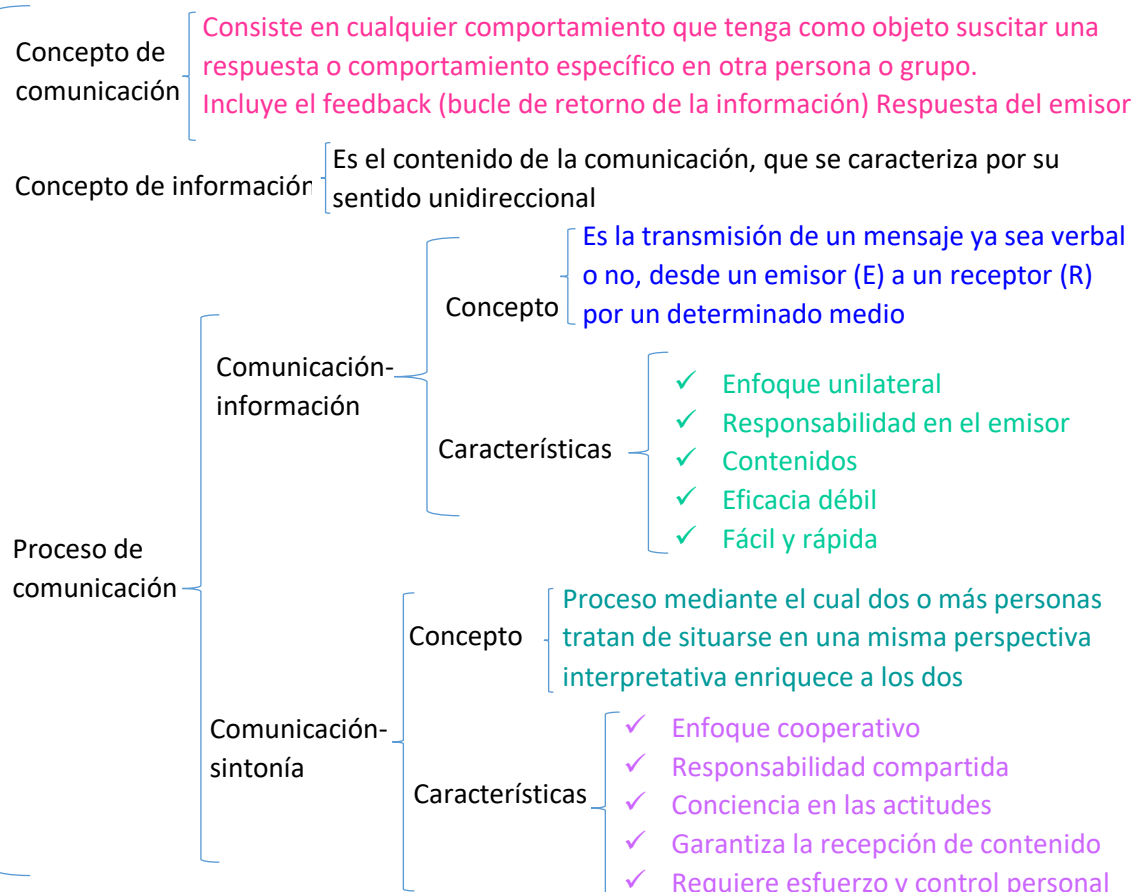 Concepto de
comunicación
Consiste en cualquier comportamiento que tenga como objeto suscitar una
respuesta o comportamiento específico en otra persona o grupo.
Incluye el feedback (bucle de retorno de la información) Respuesta del emisor
Concepto de información
Es el contenido de la comunicación, que se caracteriza por su
sentido unidireccional
Proceso de
comunicación
Comunicación-
información
Concepto
Es la transmisión de un mensaje ya sea verbal
o no, desde un emisor (E) a un receptor (R)
por un determinado medio
Características
✓ Enfoque unilateral
✓ Responsabilidad en el emisor
✓ Contenidos
✓ Eficacia débil
✓ Fácil y rápida
Comunicación-
sintonía
Concepto
Proceso mediante el cual dos o más personas
tratan de situarse en una misma perspectiva
interpretativa enriquece a los dos
Características
✓ Enfoque cooperativo
✓ Responsabilidad compartida
✓ Conciencia en las actitudes
✓ Garantiza la recepción de contenido
✓ Requiere esfuerzo y control personal